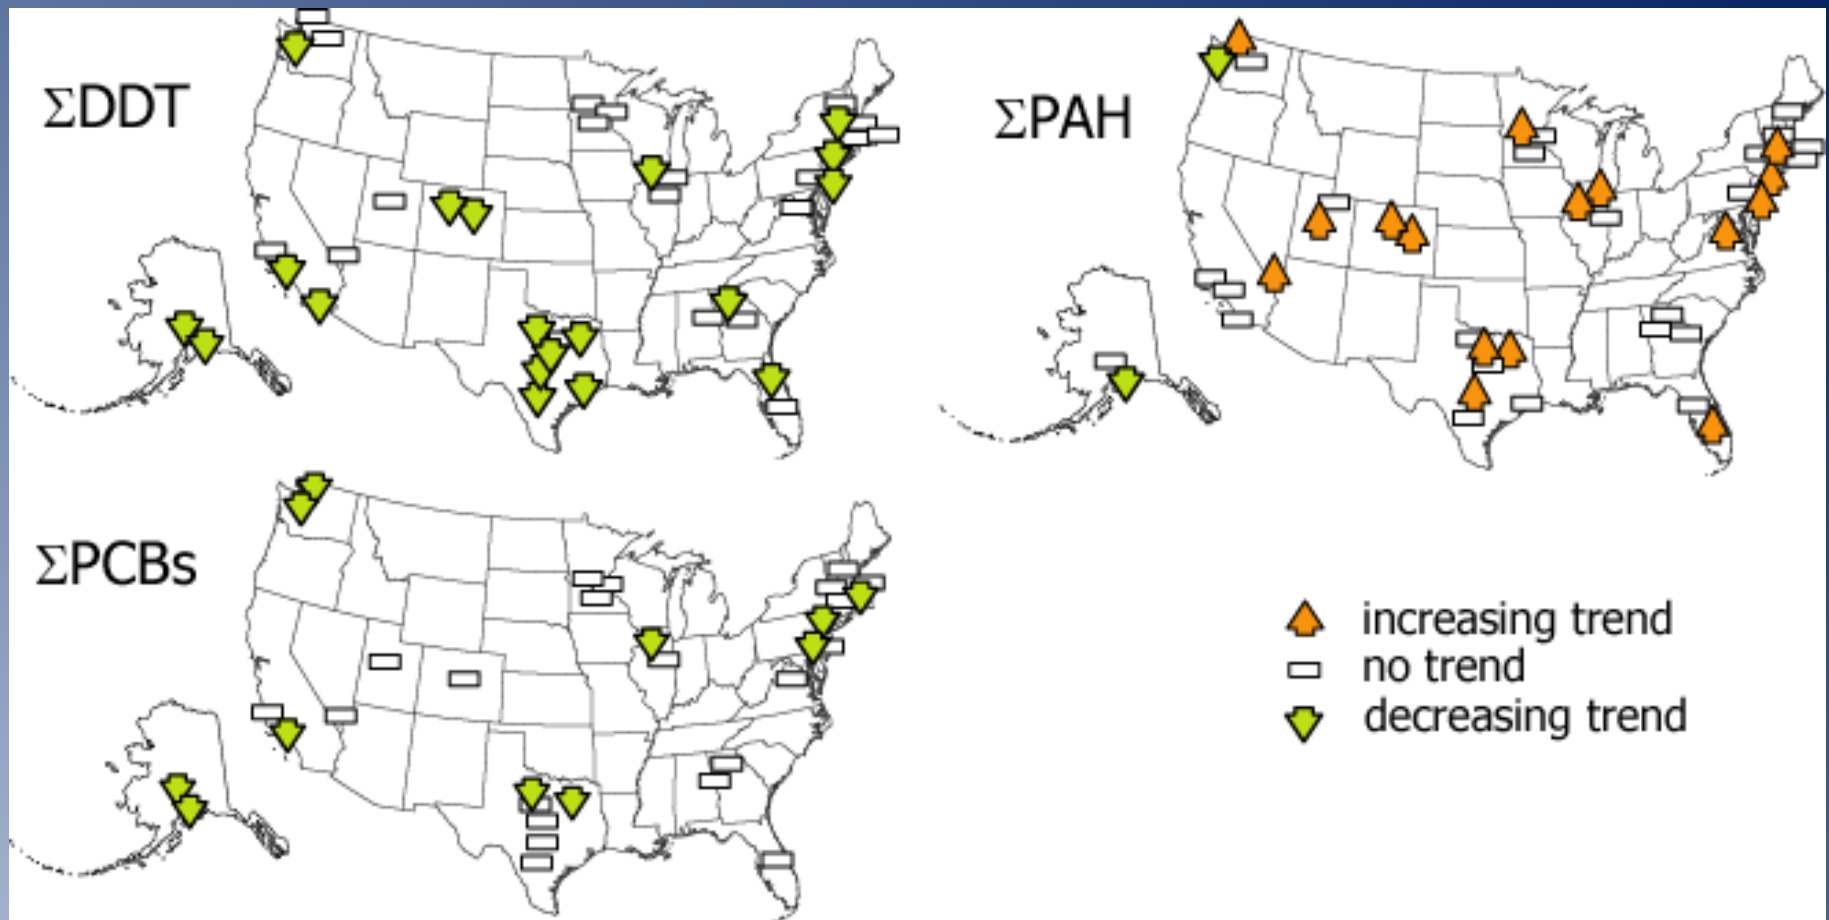 ΣDDT
ΣPAH
ΣPCBs
increasing trend
no trend
decreasing trend